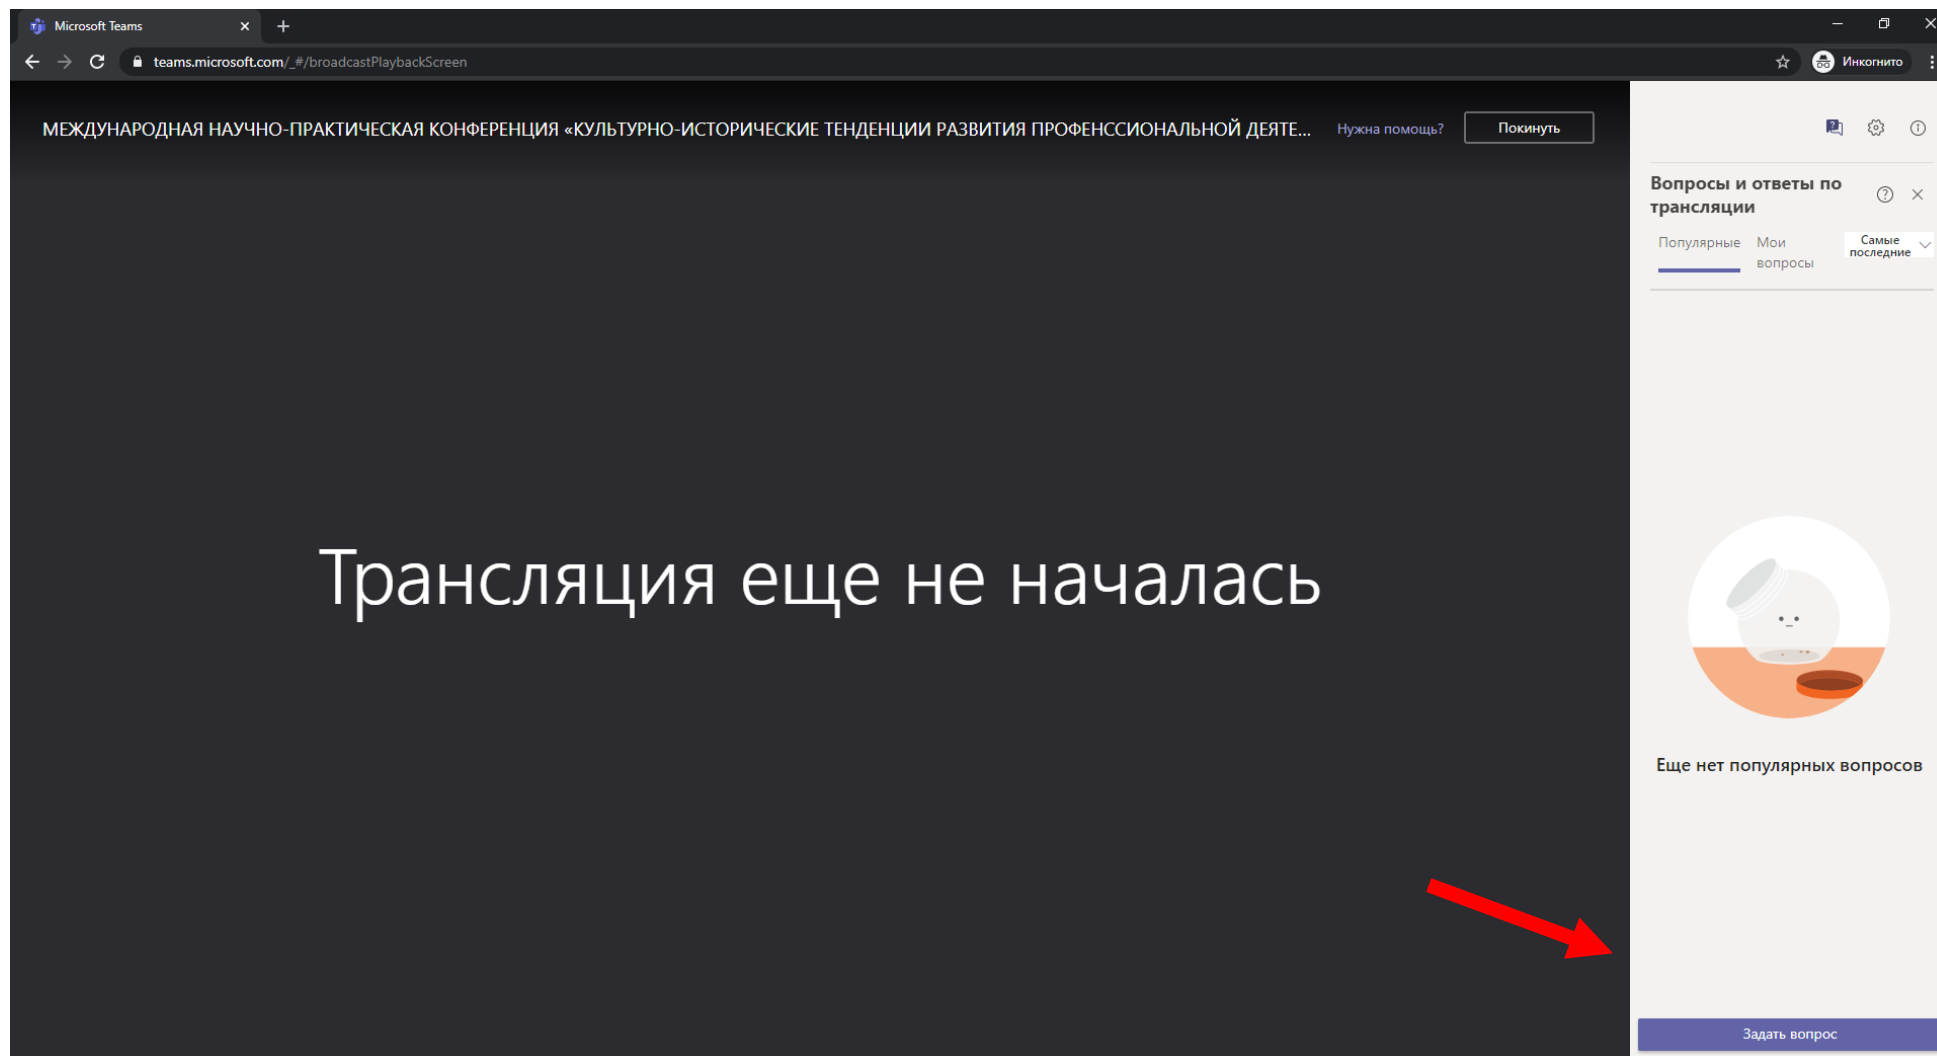 Microsoft Teams
teams.microsoft.com/_#/broadcastPlaybackScreen
Инкогнито
МЕЖДУНАРОДНАЯ НАУЧНО-ПРАКТИЧЕСКАЯ КОНФЕРЕНЦИЯ «КУЛЬТУРНО-ИСТОРИЧЕСКИЕ ТЕНДЕНЦИИ РАЗВИТИЯ ПРОФЕНССИОНАЛЬНОЙ ДЕЯТЕ...
Нужна помощь?
Покинуть
Вопросы и ответы по
трансляции
Популярные
Мои
вопросы
Самые
последние
Трансляция еще не началась
Еще нет популярных вопросов
Задать вопрос